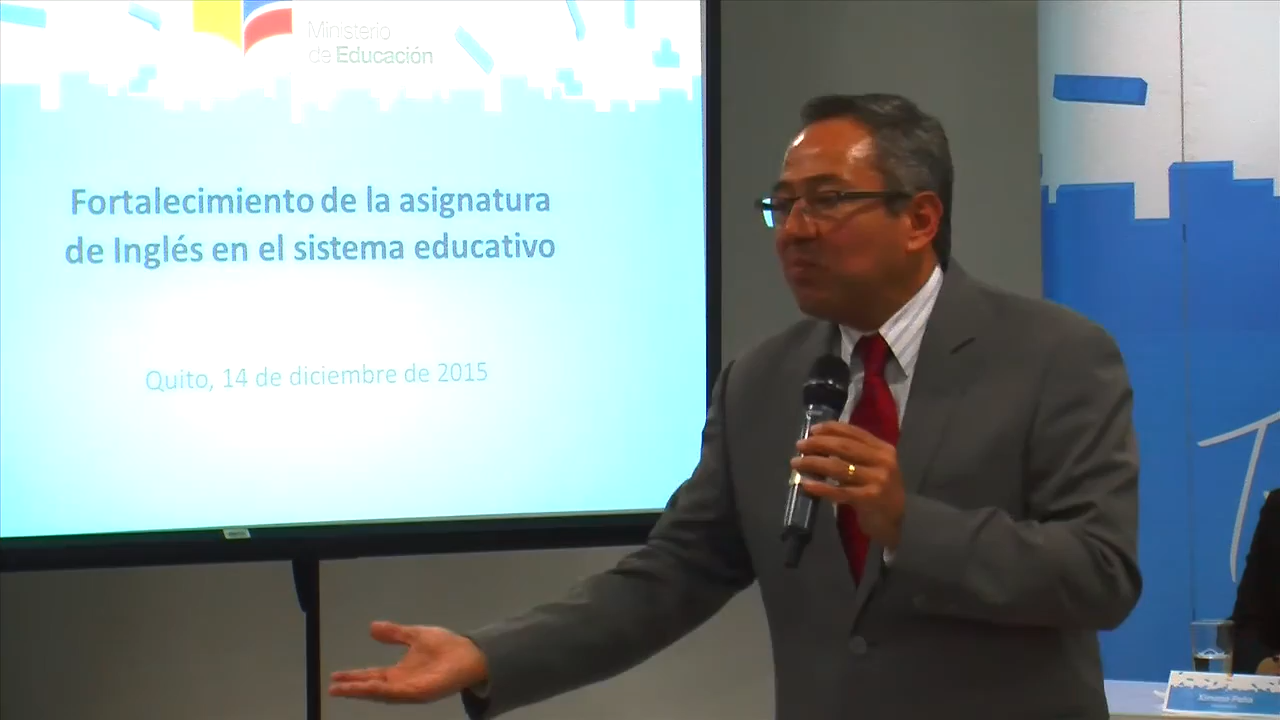 Ministerio
de Educación
Fortalecimiento de la asignatura
de Inglés en el sistema educativo
Quito, 14 de diciembre de 2015